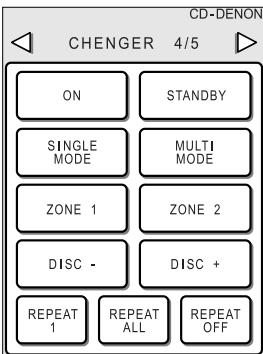 CD-DENON
CHENGER 4/5
ON STANDBY
SINGLE MODE MULTI MODE
ZONE 1 ZONE 2
DISC - DISC +
REPEAT 1 REPEAT ALL REPEAT OFF